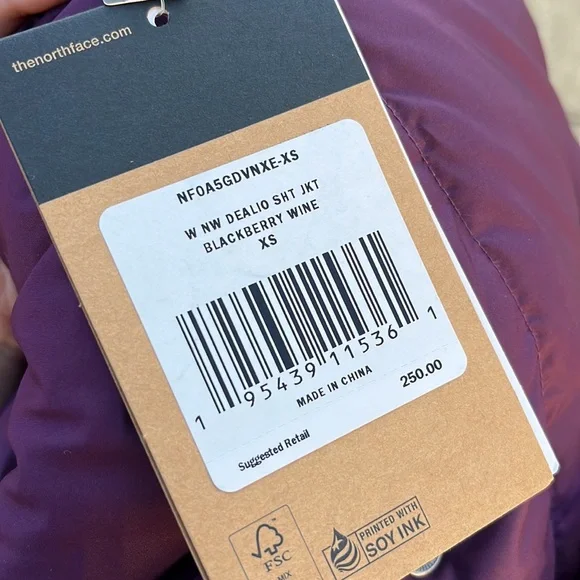 thenorthface.com
NF0A5GDVNXE-XS
W NW DEALIO SHT JKT
BLACKBERRY WINE
XS
1 95439 11536 1
MADE IN CHINA
Suggested Retail 250.00
FSC
MIX
PRINTED WITH
SOY INK